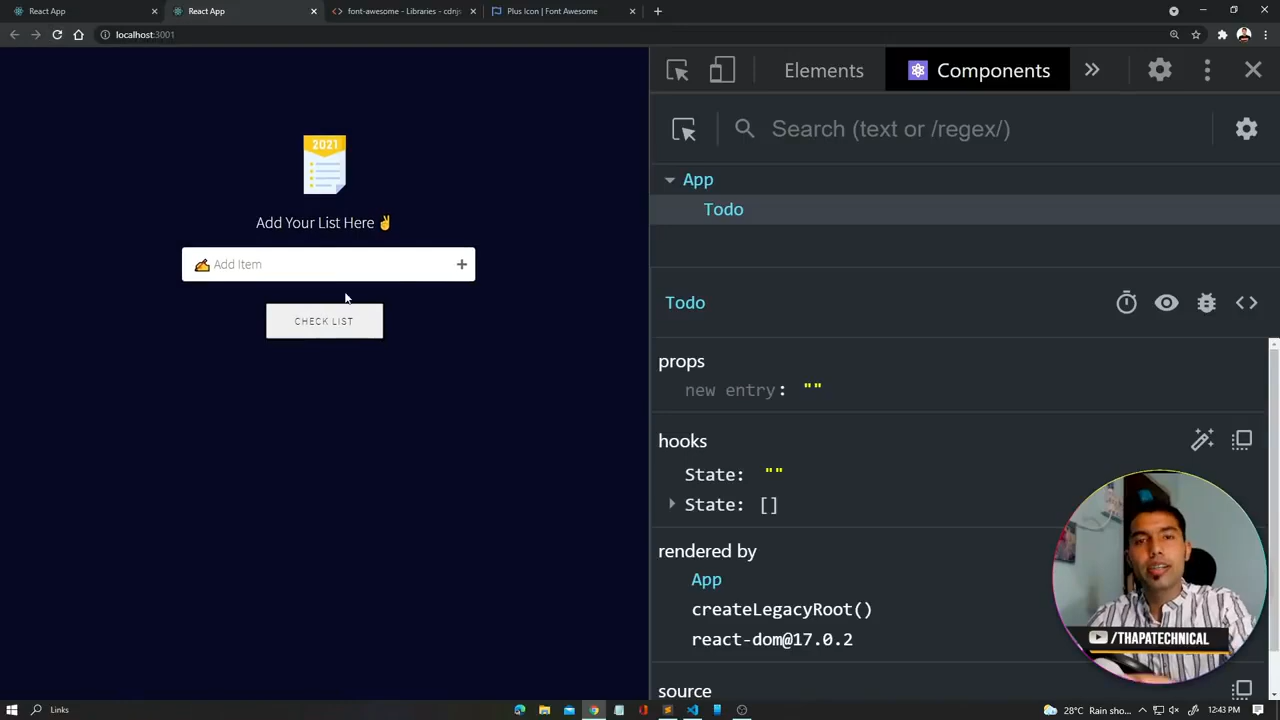 React App
React App
font-awesome - Libraries - cdnjs
Plus Icon | Font Awesome
localhost:3001
Elements
Components
Search (text or /regex/)
App
Todo
2021
Add Your List Here ✌
Add Item
CHECK LIST
Todo
props
new entry: ""
hooks
State: ""
State: []
rendered by
App
createLegacyRoot()
react-dom@17.0.2
source
/THAPATECHNICAL
Links
28°C Rain sho...
12:43 PM